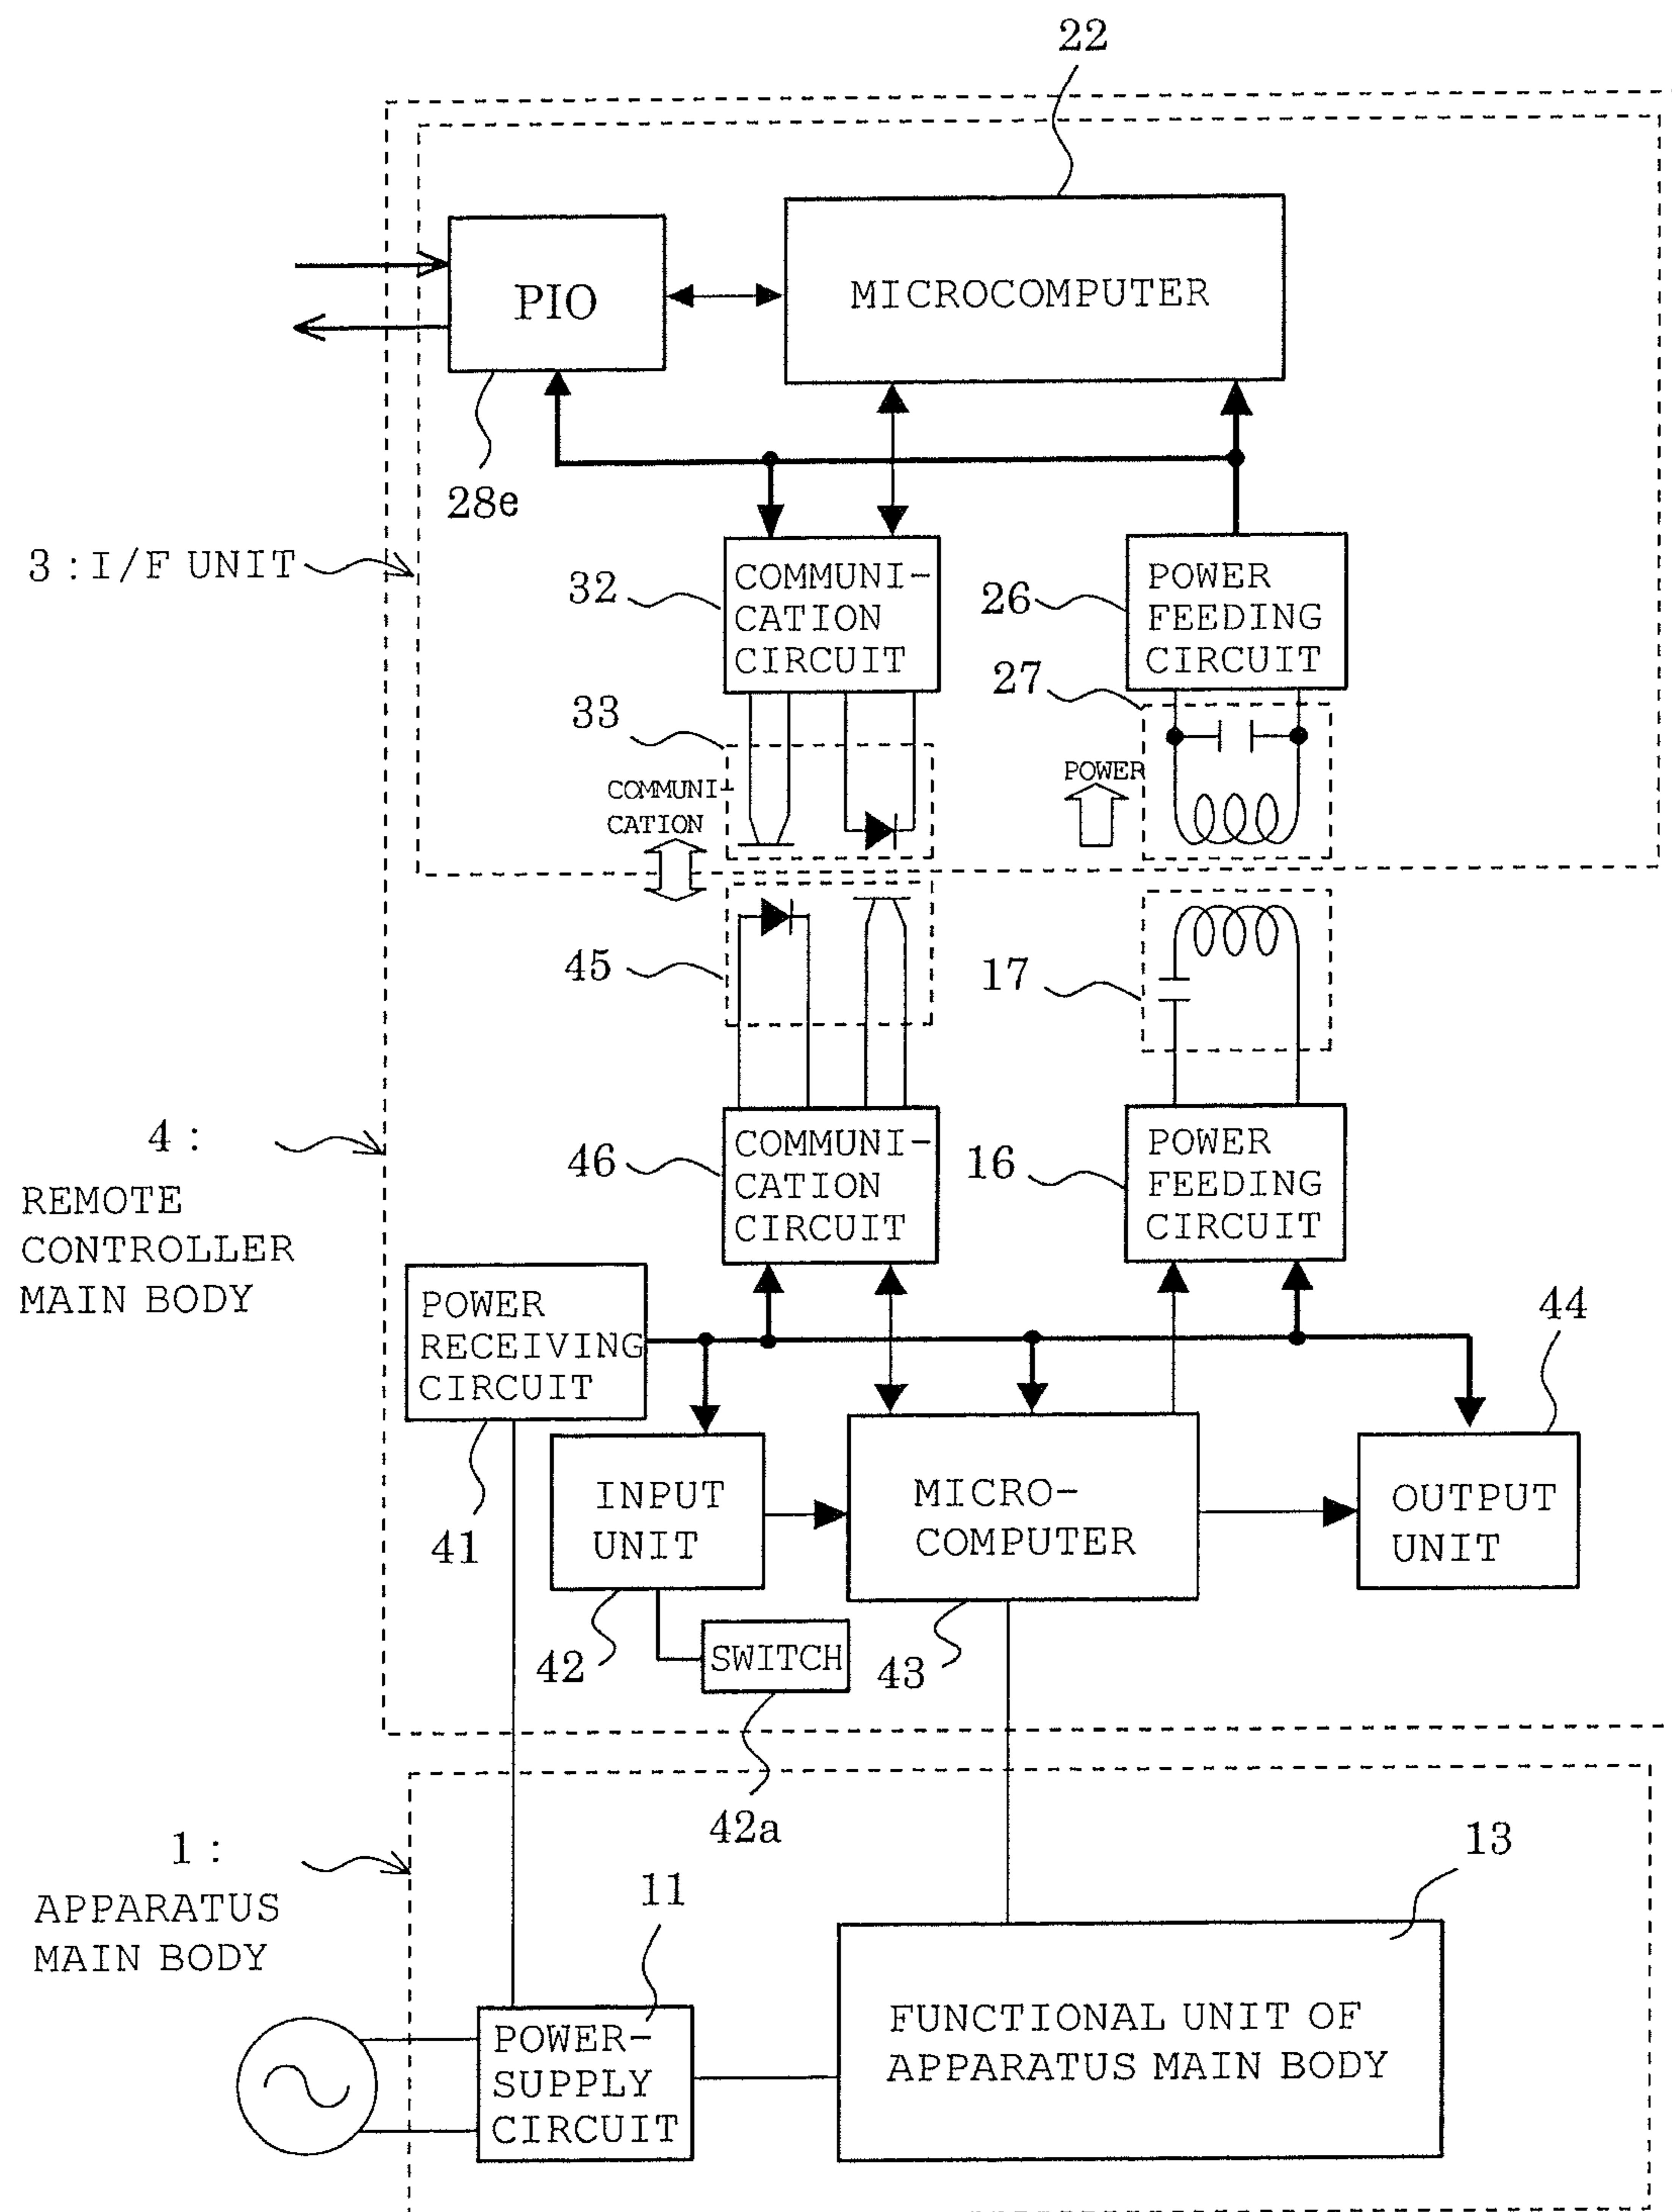 22
PIO
MICROCOMPUTER
28e
3 : I/F UNIT
32
COMMUNI-
CATION
CIRCUIT
26
POWER
FEEDING
CIRCUIT
33
27
COMMUNI-
CATION
POWER
45
17
4 :
REMOTE
CONTROLLER
MAIN BODY
46
COMMUNI-
CATION
CIRCUIT
16
POWER
FEEDING
CIRCUIT
POWER
RECEIVING
CIRCUIT
44
41
INPUT
UNIT
MICRO-
COMPUTER
OUTPUT
UNIT
42
SWITCH
43
42a
1 :
APPARATUS
MAIN BODY
11
13
POWER-
SUPPLY
CIRCUIT
FUNCTIONAL UNIT OF
APPARATUS MAIN BODY